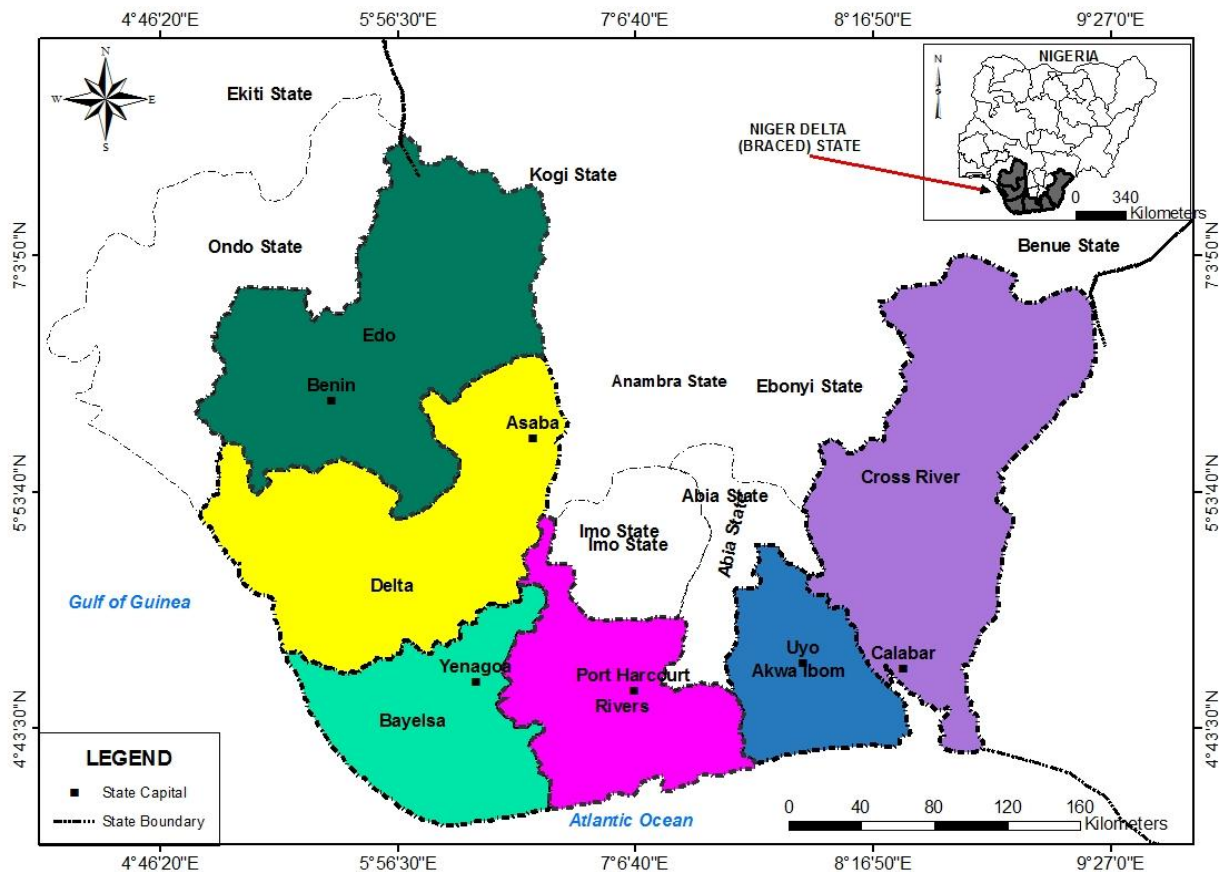 4°46'20"E
5°56'30"E
7°6'40"E
8°16'50"E
9°27'0"E
N
W
E
S
Ekiti State
Kogi State
Ondo State
NIGERIA
N
S
NIGER DELTA
(BRACED) STATE
0
340
Kilometers
Benue State
7°3'50"N
7°3'50"N
Edo
Benin
Asaba
Anambra State
Ebonyi State
Cross River
Abia State
Abia State
Imo State
Imo State
5°53'40"N
5°53'40"N
Delta
Gulf of Guinea
Yenagoa
Bayelsa
Port Harcourt
Rivers
Uyo
Akwa Ibom
Calabar
4°43'30"N
4°43'30"N
LEGEND
State Capital
State Boundary
Atlantic Ocean
0 40 80 120 160
Kilometers
4°46'20"E
5°56'30"E
7°6'40"E
8°16'50"E
9°27'0"E